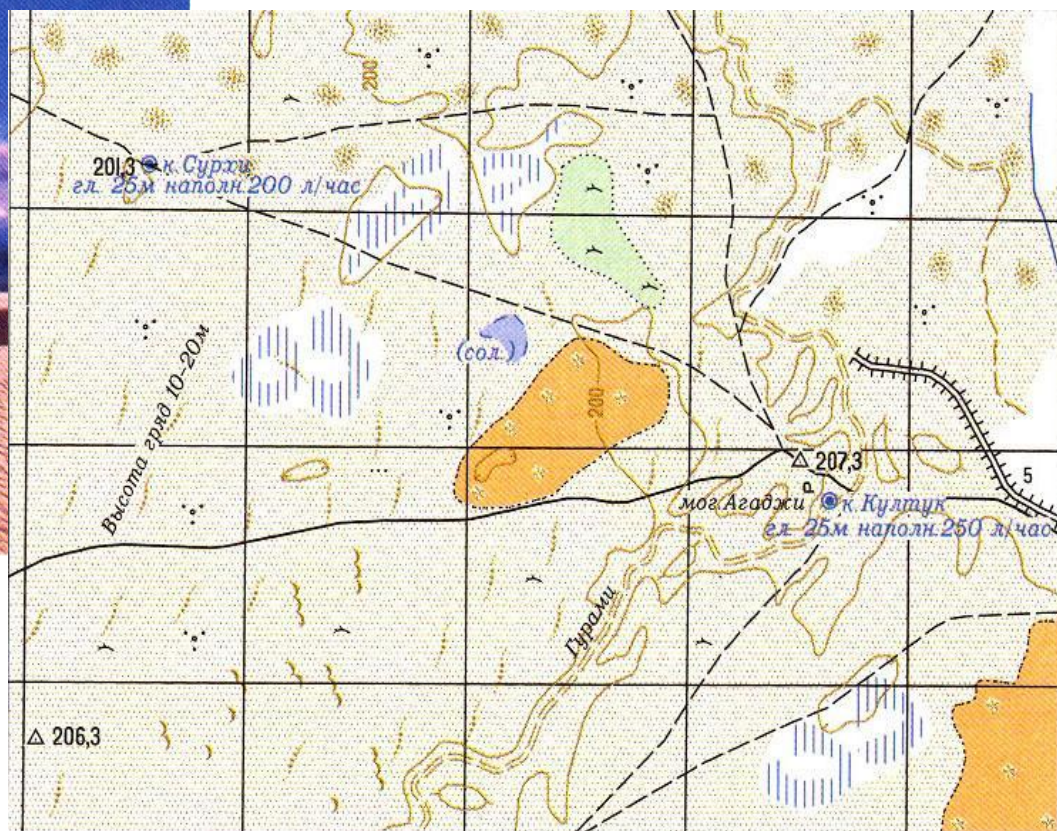 200
201,3
к. Сурхи
гл. 25м наполн. 200 л/час
Высота гряд 10-20м
(сол.)
200
207,3
мог. Агаджи
Р
к. Култук
гл. 25м наполн. 250 л/час
5
Гурами
206,3